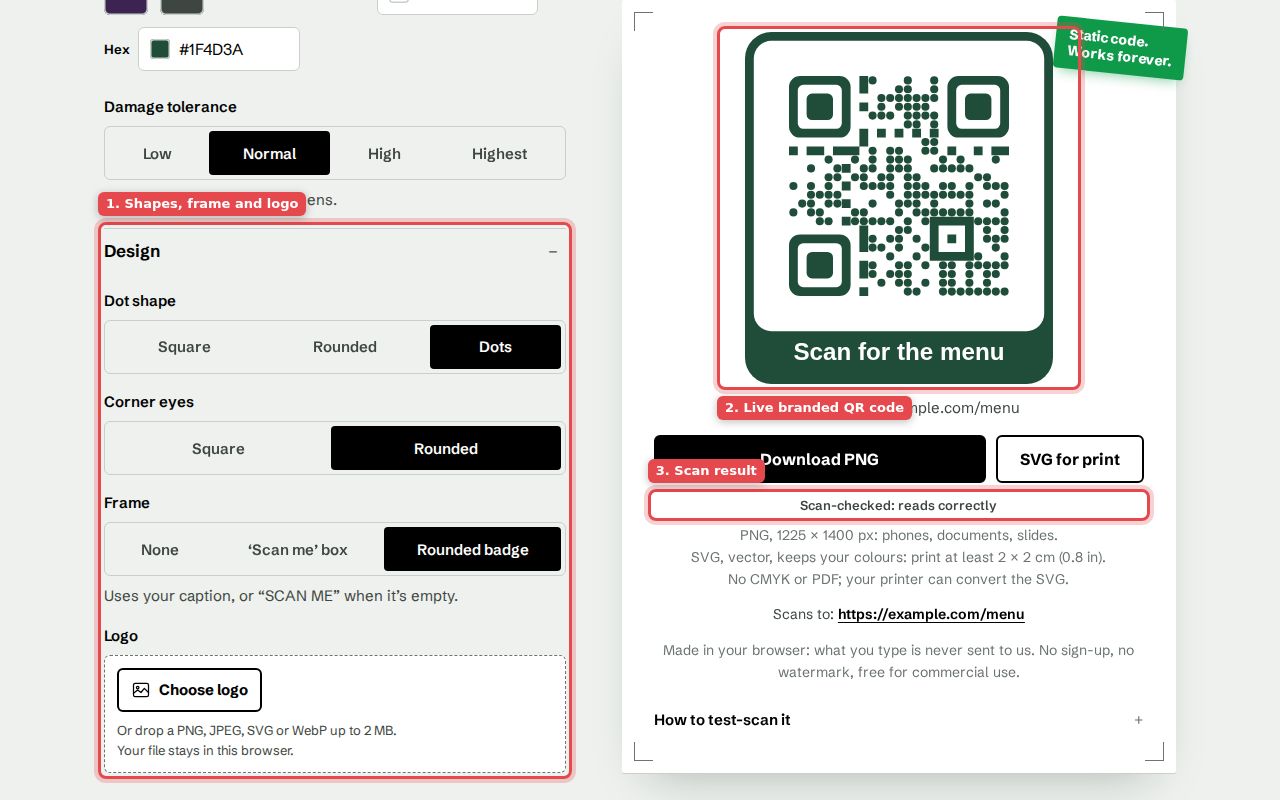 Hex
#1F4D3A
Damage tolerance
Low
Normal
High
Highest
1. Shapes, frame and logo
ens.
Design
Dot shape
Square
Rounded
Dots
Corner eyes
Square
Rounded
Frame
None
‘Scan me’ box
Rounded badge
Uses your caption, or “SCAN ME” when it’s empty.
Logo
Choose logo
Or drop a PNG, JPEG, SVG or WebP up to 2 MB.
Your file stays in this browser.
Static code.
Works forever.
Scan for the menu
2. Live branded QR code
mple.com/menu
Download PNG
SVG for print
3. Scan result
Scan-checked: reads correctly
PNG, 1225 × 1400 px: phones, documents, slides.
SVG, vector, keeps your colours: print at least 2 × 2 cm (0.8 in).
No CMYK or PDF; your printer can convert the SVG.
Scans to: https://example.com/menu
Made in your browser: what you type is never sent to us. No sign-up, no
watermark, free for commercial use.
How to test-scan it